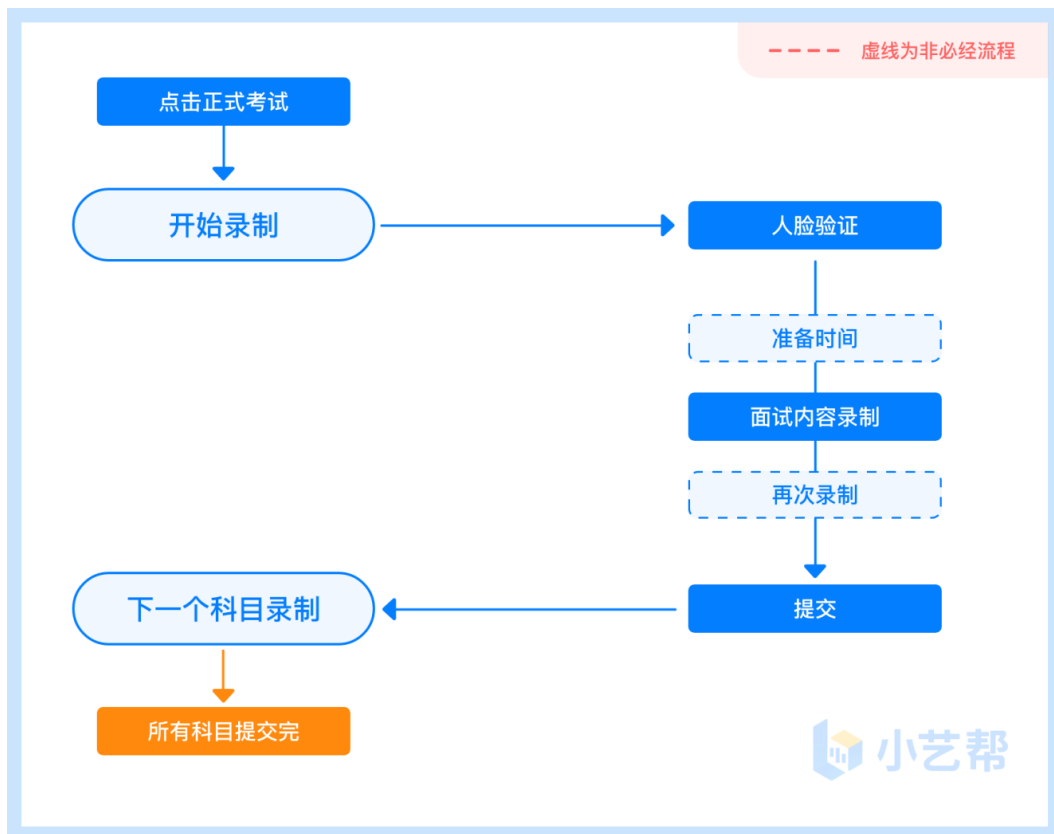 虚线为非必经流程
点击正式考试
开始录制
人脸验证
准备时间
面试内容录制
再次录制
提交
下一个科目录制
所有科目提交完
小艺帮